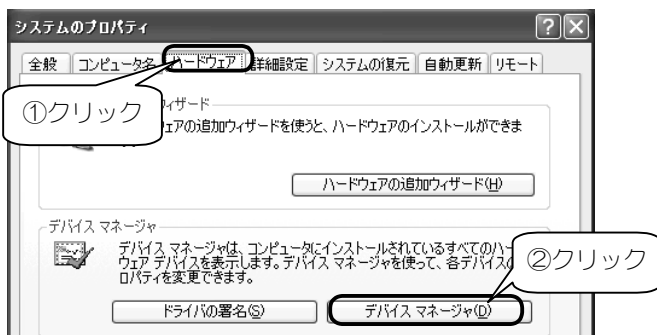 システムのプロパティ
全般 コンピュータ名 ハードウェア 詳細設定 システムの復元 自動更新 リモート
①クリック
ィザード
ェアの追加ウィザードを使うと、ハードウェアのインストールができま
ハードウェアの追加ウィザード(H)
デバイス マネージャ
デバイス マネージャは、コンピュータにインストールされているすべてのハー
ウェア デバイスを表示します。デバイス マネージャを使って、各デバイスの
ロパティを変更できます。
②クリック
ドライバの署名(S) デバイス マネージャ(D)